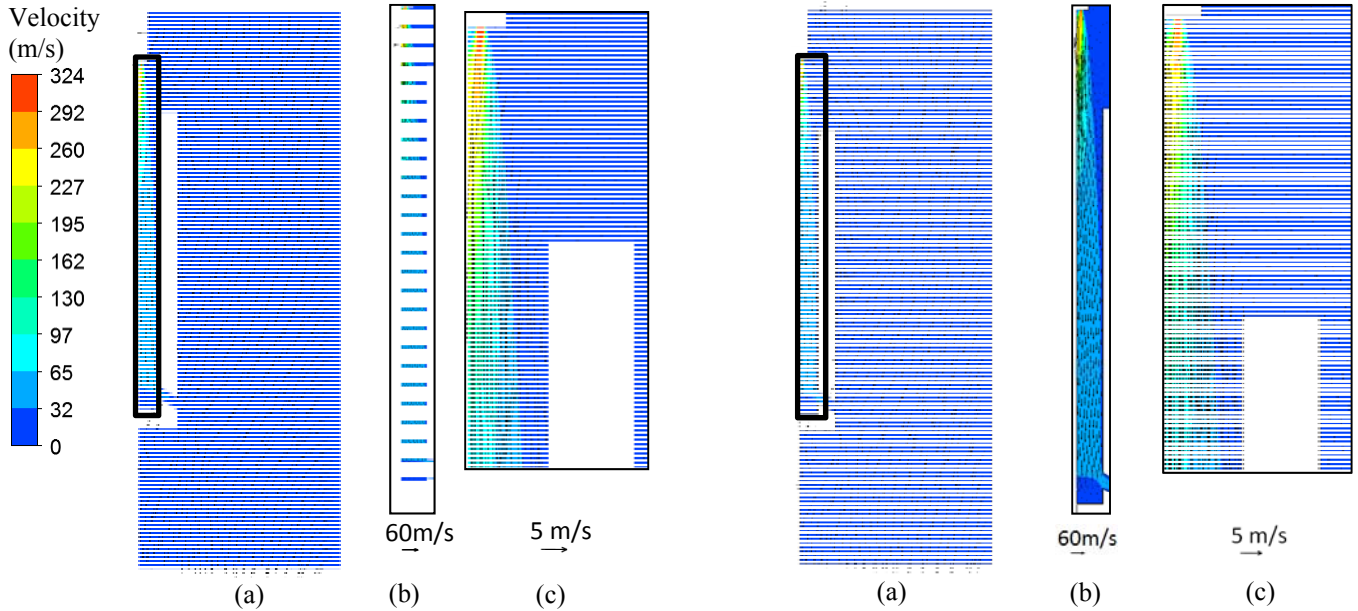 Velocity
(m/s)
324
292
260
227
195
162
130
97
65
32
0
60m/s
5 m/s
60m/s
5 m/s
(a)
(b)
(c)
(a)
(b)
(c)